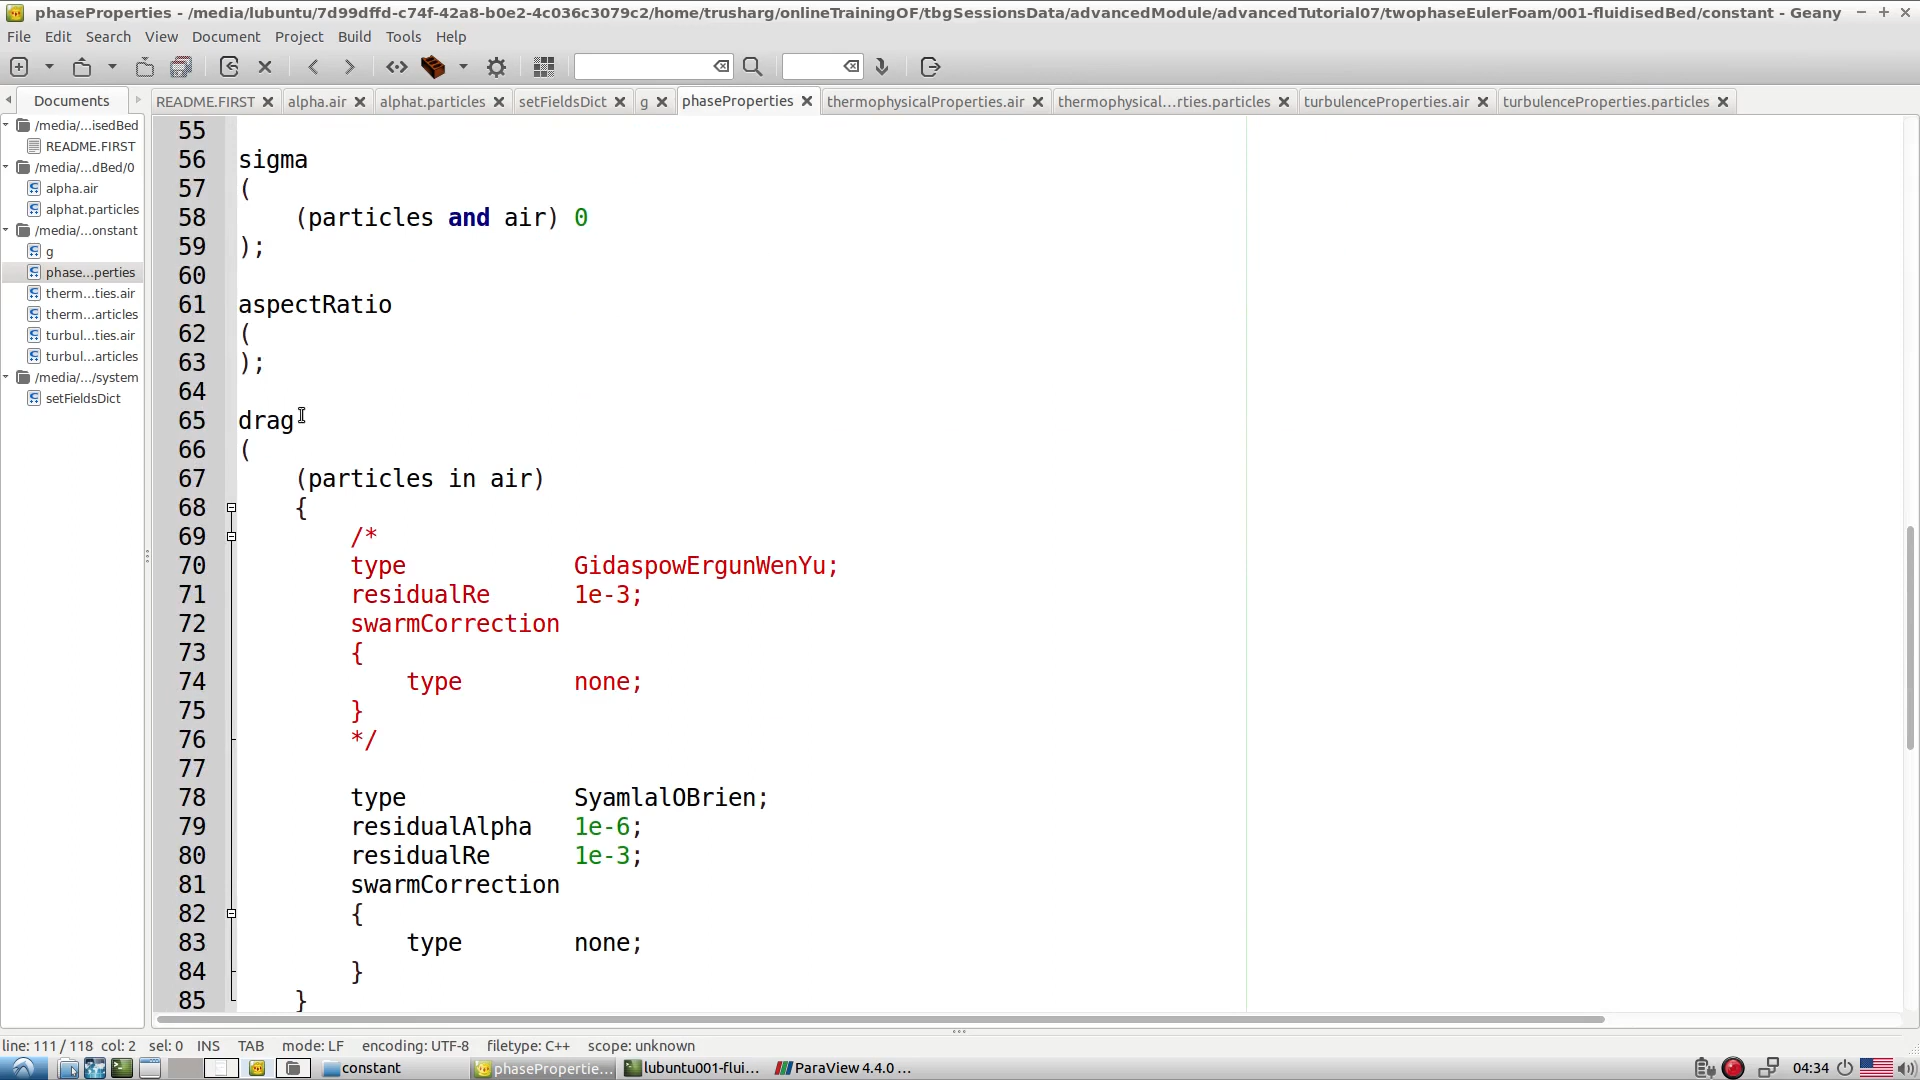 phaseProperties - /media/lubuntu/7d99dffd-c74f-42a8-b0e2-4c036c3079c2/home/trusharg/onlineTrainingOF/tbgSessionsData/advancedModule/advancedTutorial07/twophaseEulerFoam/001-fluidisedBed/constant - Geany
File Edit Search View Document Project Build Tools Help
Documents README.FIRST alpha.air alphat.particles setFieldsDict g phaseProperties thermophysicalProperties.air thermophysical...rties.particles turbulenceProperties.air turbulenceProperties.particles
/media/...isedBed
README.FIRST
/media/...dBed/0
alpha.air
alphat.particles
/media/...onstant
g
phase...perties
therm...ties.air
therm...articles
turbul...ties.air
turbul...articles
/media/.../system
setFieldsDict
55
56 sigma
57 (
58 (particles and air) 0
59 );
60
61 aspectRatio
62 (
63 );
64
65 drag
66 (
67 (particles in air)
68 {
69 /*
70 type GidaspowErgunWenYu;
71 residualRe 1e-3;
72 swarmCorrection
73 {
74 type none;
75 }
76 */
77
78 type SyamlalOBrien;
79 residualAlpha 1e-6;
80 residualRe 1e-3;
81 swarmCorrection
82 {
83 type none;
84 }
85 }
line: 111 / 118 col: 2 sel: 0 INS TAB mode: LF encoding: UTF-8 filetype: C++ scope: unknown
constant phasePropertie... lubuntu001-flui... ParaView 4.4.0 ... 04:34